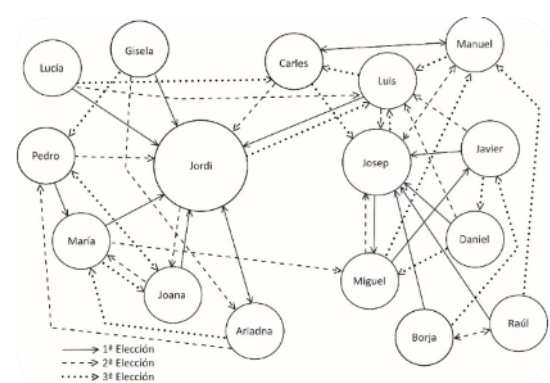 Gisela
Manuel
Lucía
Carles
Luis
Pedro
Jordi
Josep
Javier
María
Daniel
Joana
Miguel
Ariadna
Borja
Raúl
1ª Elección
2ª Elección
3ª Elección